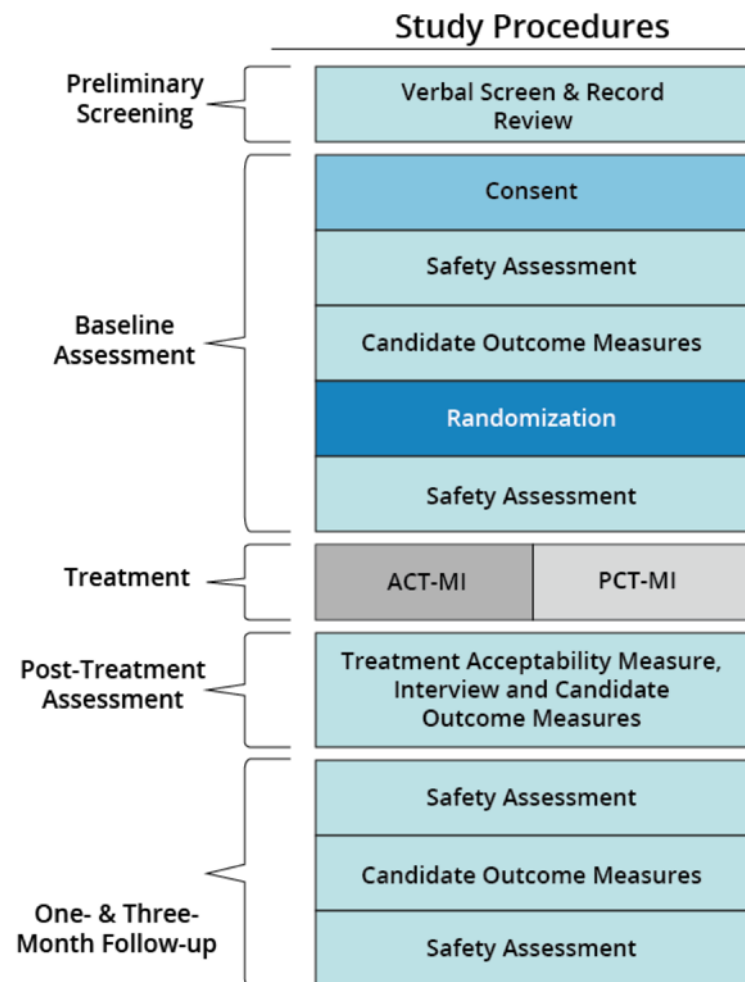 Study Procedures
Preliminary
Screening
Verbal Screen & Record
Review
Baseline
Assessment
Consent
Safety Assessment
Candidate Outcome Measures
Randomization
Safety Assessment
Treatment
ACT-MI
PCT-MI
Post-Treatment
Assessment
Treatment Acceptability Measure,
Interview and Candidate
Outcome Measures
One- & Three-
Month Follow-up
Safety Assessment
Candidate Outcome Measures
Safety Assessment